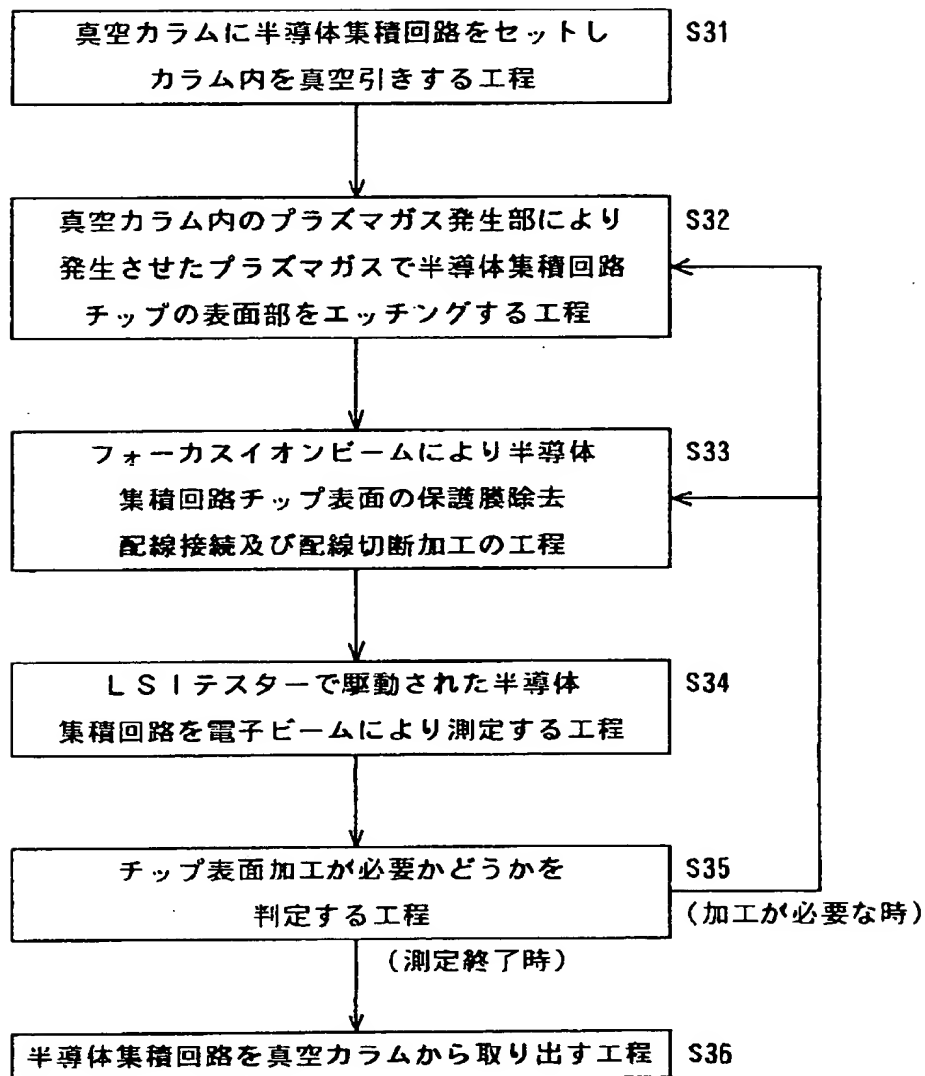 真空カラムに半導体集積回路をセットし
カラム内を真空引きする工程
S31
真空カラム内のプラズマガス発生部により
発生させたプラズマガスで半導体集積回路
チップの表面部をエッチングする工程
S32
フォーカスイオンビームにより半導体
集積回路チップ表面の保護膜除去
配線接続及び配線切断加工の工程
S33
LSIテスターで駆動された半導体
集積回路を電子ビームにより測定する工程
S34
チップ表面加工が必要かどうかを
判定する工程
S35
(加工が必要な時)
(測定終了時)
半導体集積回路を真空カラムから取り出す工程
S36